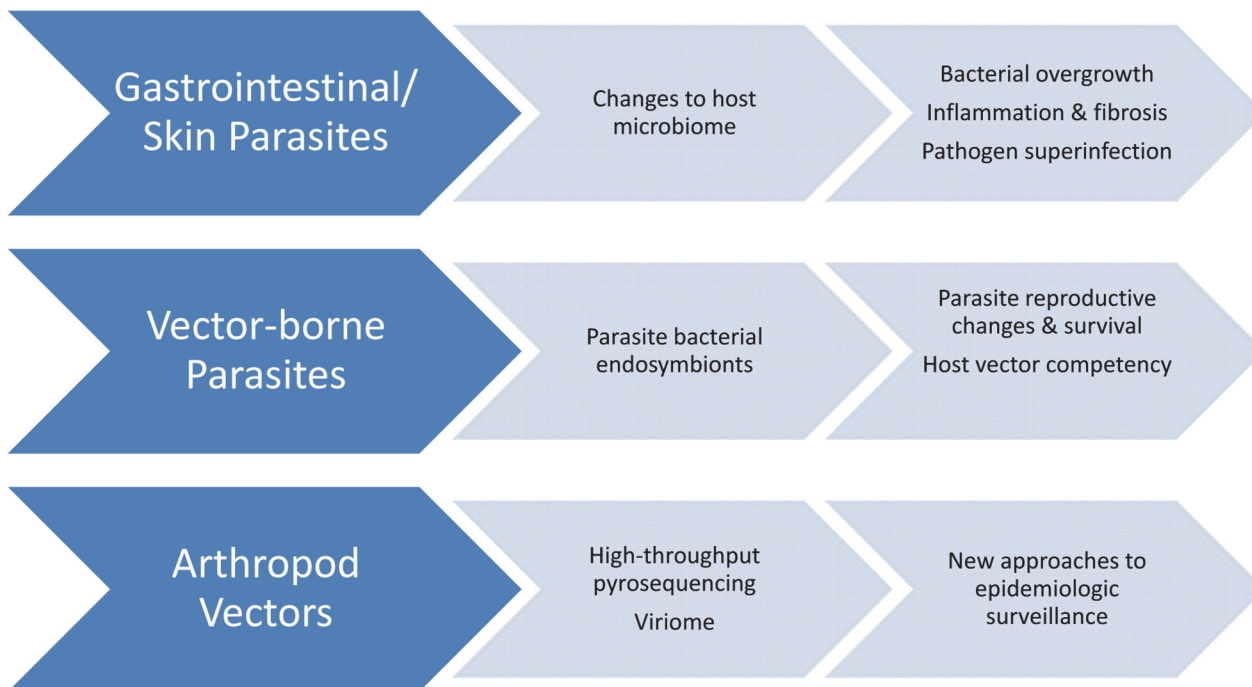 Gastrointestinal/
Skin Parasites
Changes to host
microbiome
Bacterial overgrowth
Inflammation & fibrosis
Pathogen superinfection
Vector-borne
Parasites
Parasite bacterial
endosymbionts
Parasite reproductive
changes & survival
Host vector competency
Arthropod
Vectors
High-throughput
pyrosequencing
Viriome
New approaches to
epidemiologic
surveillance